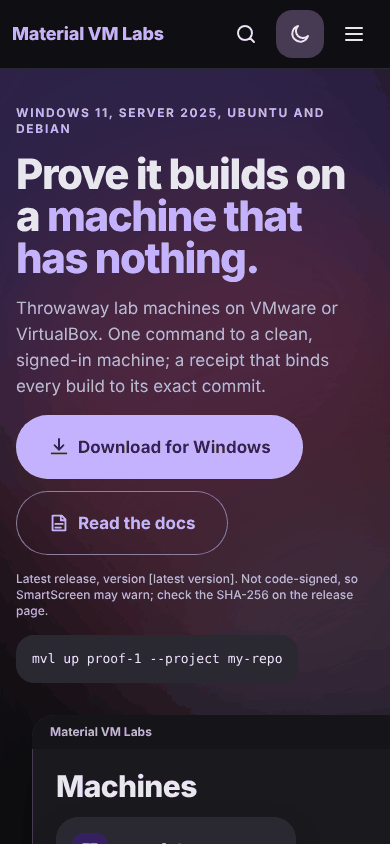 Material VM Labs
WINDOWS 11, SERVER 2025, UBUNTU AND
DEBIAN
Prove it builds on
a machine that
has nothing.
Throwaway lab machines on VMware or
VirtualBox. One command to a clean,
signed-in machine; a receipt that binds
every build to its exact commit.
Download for Windows
Read the docs
Latest release, version [latest version]. Not code-signed, so
SmartScreen may warn; check the SHA-256 on the release
page.
mvl up proof-1 --project my-repo
Material VM Labs
Machines